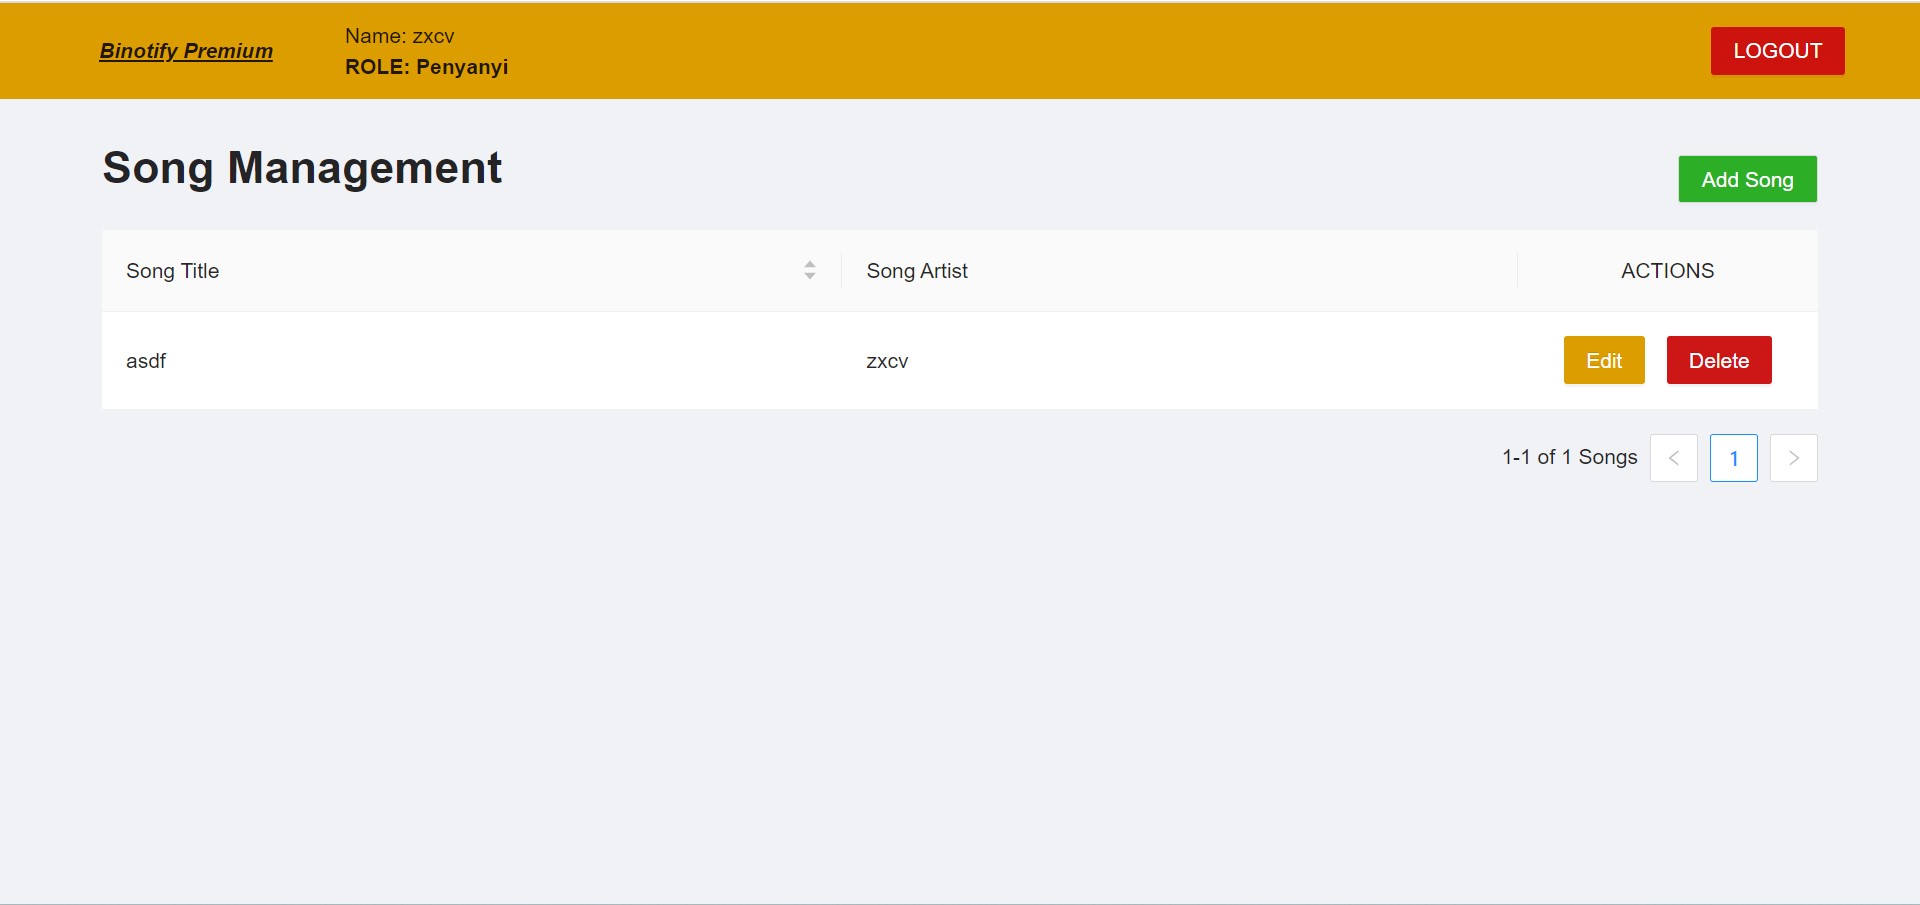 Binotify Premium
Name: zxcv
ROLE: Penyanyi
LOGOUT
Song Management
Add Song
Song Title Song Artist ACTIONS
asdf zxcv Edit Delete
1-1 of 1 Songs < 1 >